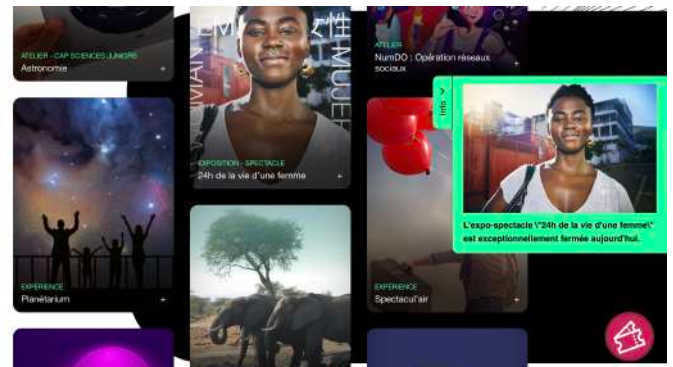 ATELIER - CAP SCIENCES JUNIORS
Astronomie +
EXPERIENCE
Planétarium +
EXPOSITION - SPECTACLE
24h de la vie d'une femme +
ATELIER
NumDO : Opération réseaux
sociaux
EXPERIENCE
Spectacul'air +
Info
L'expo-spectacle \"24h de la vie d'une femme\"
est exceptionnellement fermée aujourd'hui.